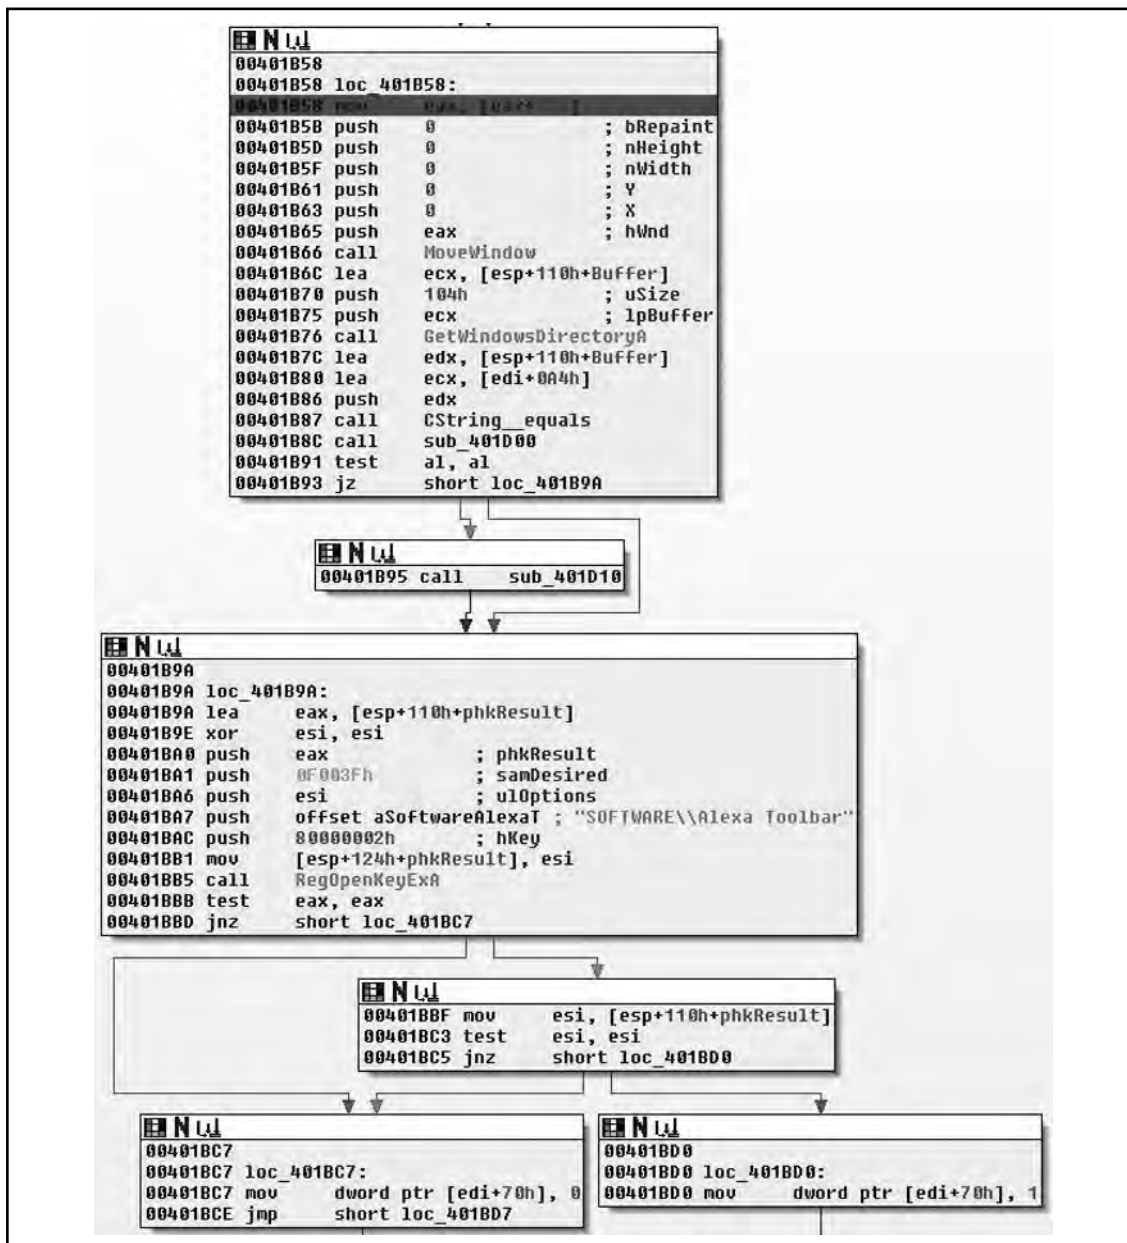 00401B58
00401B58 loc_401B58:
00401B58 mov eax,
00401B5B push 0 ; bRepaint
00401B5D push 0 ; nHeight
00401B5F push 0 ; nWidth
00401B61 push 0 ; Y
00401B63 push 0 ; X
00401B65 push eax ; hWnd
00401B66 call MoveWindow
00401B6C lea ecx, [esp+110h+Buffer]
00401B70 push 104h ; uSize
00401B75 push ecx ; lpBuffer
00401B76 call GetWindowsDirectoryA
00401B7C lea edx, [esp+110h+Buffer]
00401B80 lea ecx, [edi+0A4h]
00401B86 push edx
00401B87 call CString__equals
00401B8C call sub_401D00
00401B91 test al, al
00401B93 jz short loc_401B9A
00401B95 call sub_401D10
00401B9A
00401B9A loc_401B9A:
00401B9A lea eax, [esp+110h+phkResult]
00401B9E xor esi, esi
00401BA0 push eax ; phkResult
00401BA1 push 0F003Fh ; samDesired
00401BA6 push esi ; ulOptions
00401BA7 push offset aSoftwareAlexaT ; "SOFTWARE\\Alexa Toolbar"
00401BAC push 80000002h ; hKey
00401BB1 mov [esp+124h+phkResult], esi
00401BB5 call RegOpenKeyExA
00401BBB test eax, eax
00401BBD jnz short loc_401BC7
00401BBF mov esi, [esp+110h+phkResult]
00401BC3 test esi, esi
00401BC5 jnz short loc_401BD0
00401BC7
00401BC7 loc_401BC7:
00401BC7 mov dword ptr [edi+70h], 0
00401BCE jmp short loc_401BD7
00401BD0
00401BD0 loc_401BD0:
00401BD0 mov dword ptr [edi+70h], 1